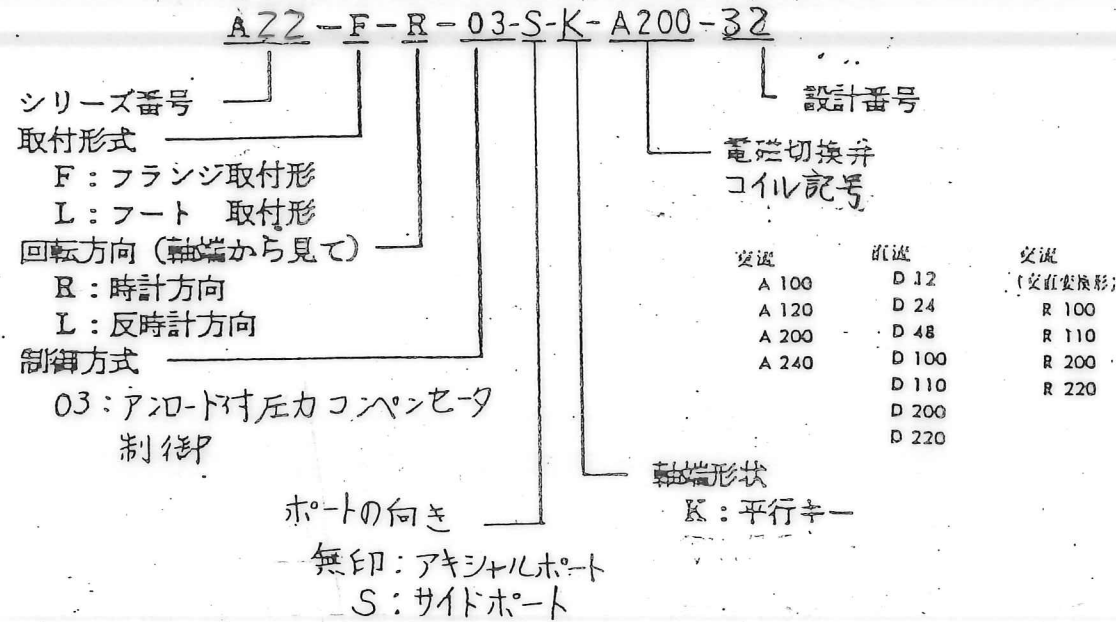 A22-F-R-03-S-K-A200-32
シリーズ番号
取付形式
F:フランジ取付形
L:フート 取付形
回転方向(軸端から見て)
R:時計方向
L:反時計方向
制御方式
03:アンロード付圧力コンペンセータ
制御
ポートの向き
無印:アキシャルポート
S:サイドポート
軸端形状
K:平行キー
電磁切換弁
コイル記号
設計番号
交流
A 100
A 120
A 200
A 240
直流
D 12
D 24
D 48
D 100
D 110
D 200
D 220
交流
(交直変換形)
R 100
R 110
R 200
R 220